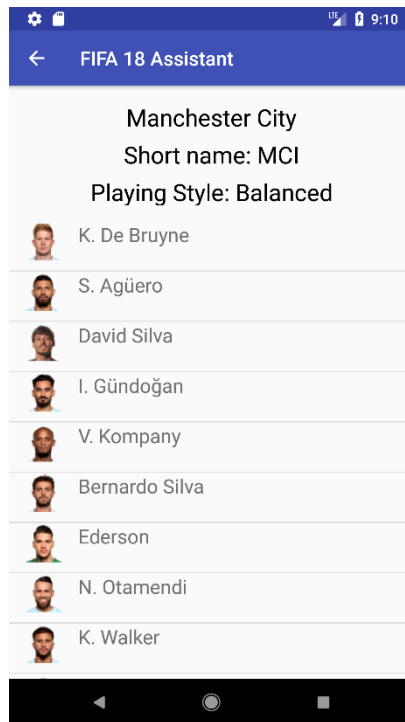 LTE 9:10
FIFA 18 Assistant
Manchester City
Short name: MCI
Playing Style: Balanced
K. De Bruyne
S. Agüero
David Silva
I. Gündoğan
V. Kompany
Bernardo Silva
Ederson
N. Otamendi
K. Walker